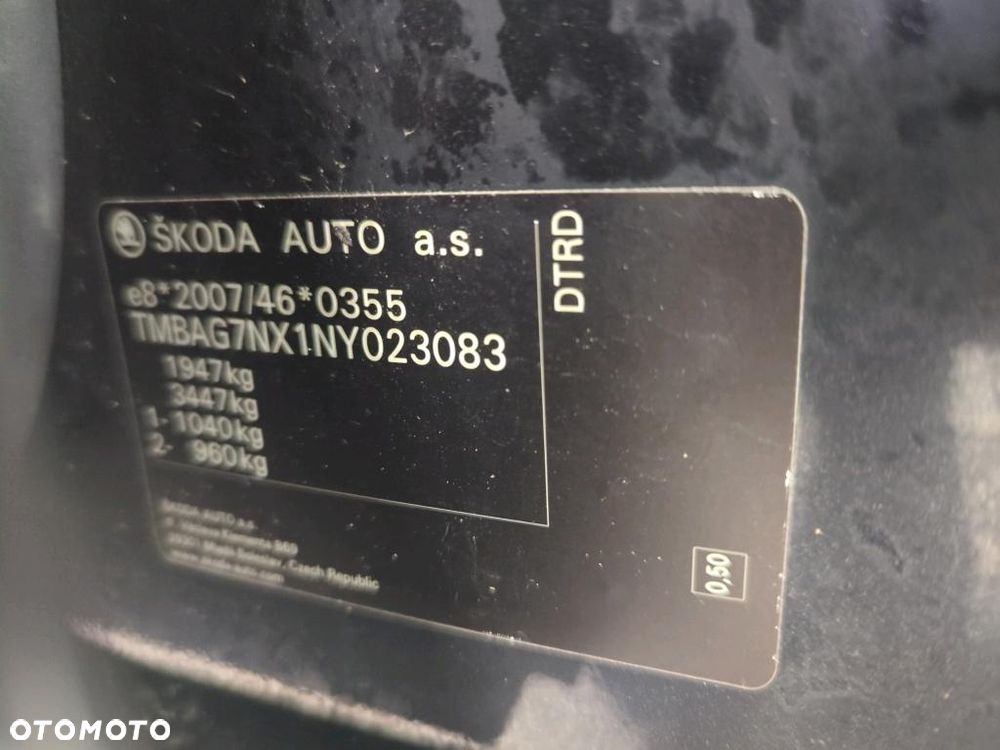 ŠKODA AUTO a.s.
e8*2007/46*0355
TMBAG7NX1NY023083
1947kg
3447kg
1- 1040kg
2- 960kg
DTRD
ŠKODA AUTO a.s.
Czech Republic
0,50
OTOMOTO